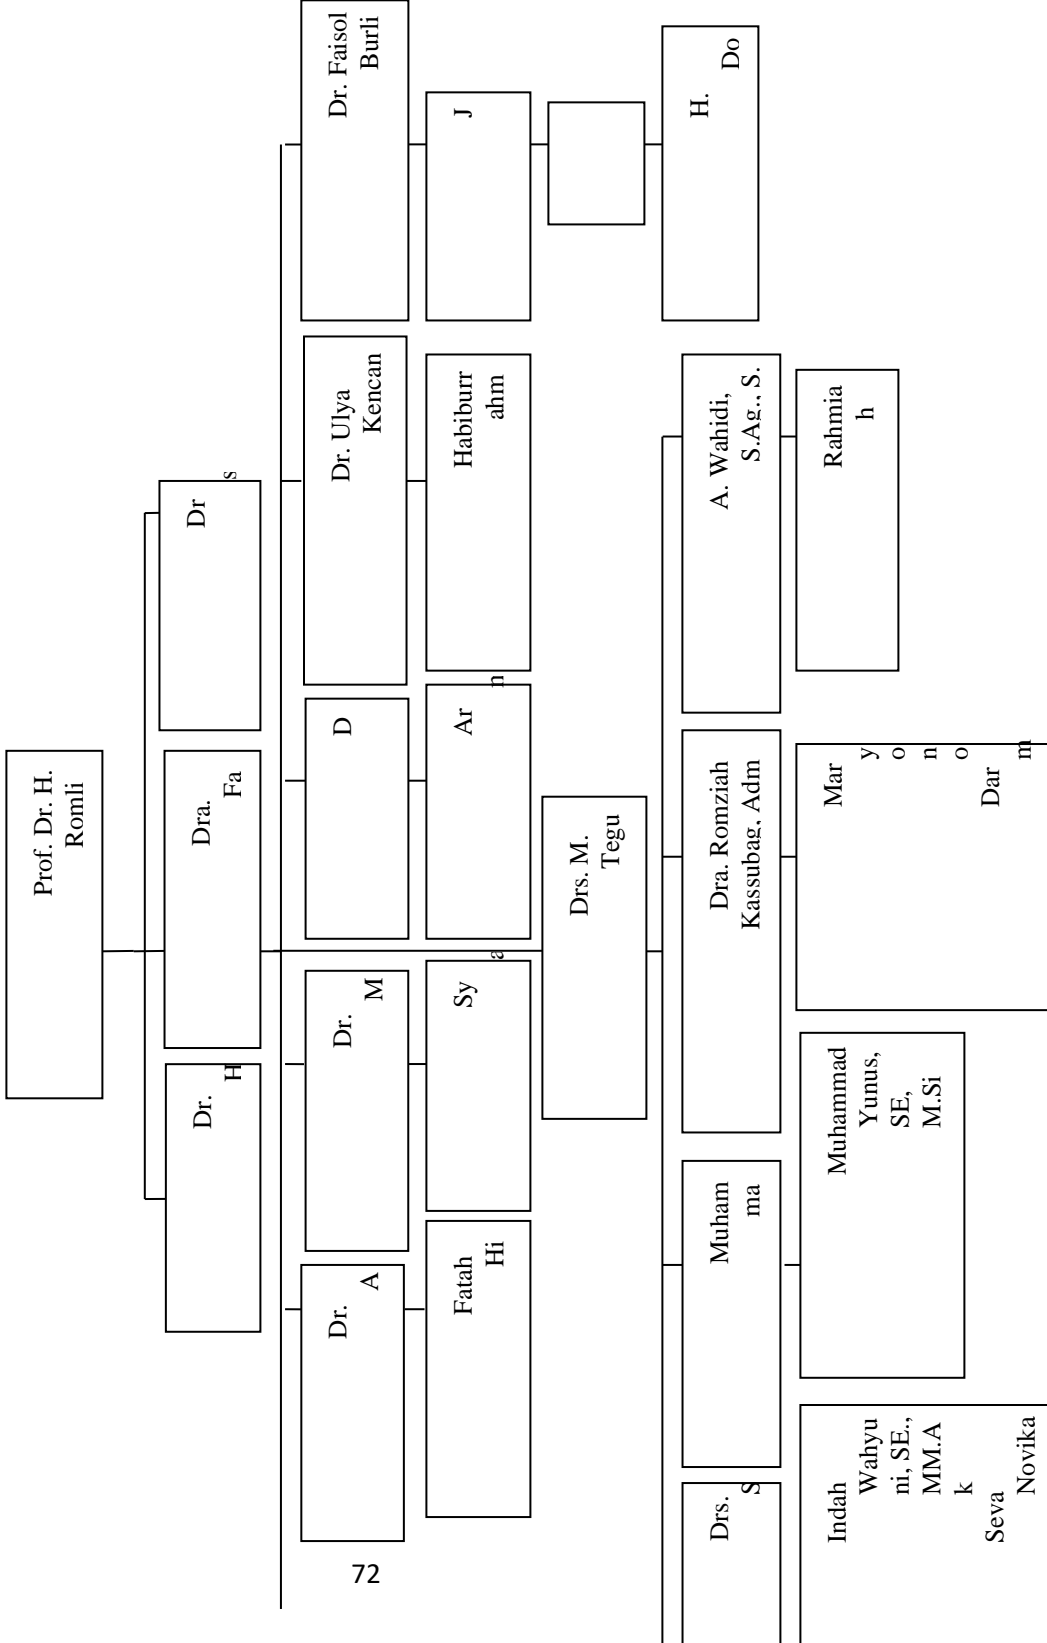 Prof. Dr. H.
Romli
Dr.
H
Dra.
Fa
Dr
s
Dr.
A
Dr.
M
D
Dr. Ulya
Kencan
Dr. Faisol
Burli
Fatah
Hi
Sy
a
Ar
n
Habiburr
ahm
J
Drs. M.
Tegu
H.
Do
Drs.
S
Muham
ma
Dra. Romziah
Kassubag, Adm
A. Wahidi,
S.Ag., S.
Indah
Wahyu
ni, SE.,
MM.A
k
Seva
Novika
Muhammad
Yunus,
SE,
M.Si
Mar
y
o
n
o
Dar
m
Rahmia
h
72